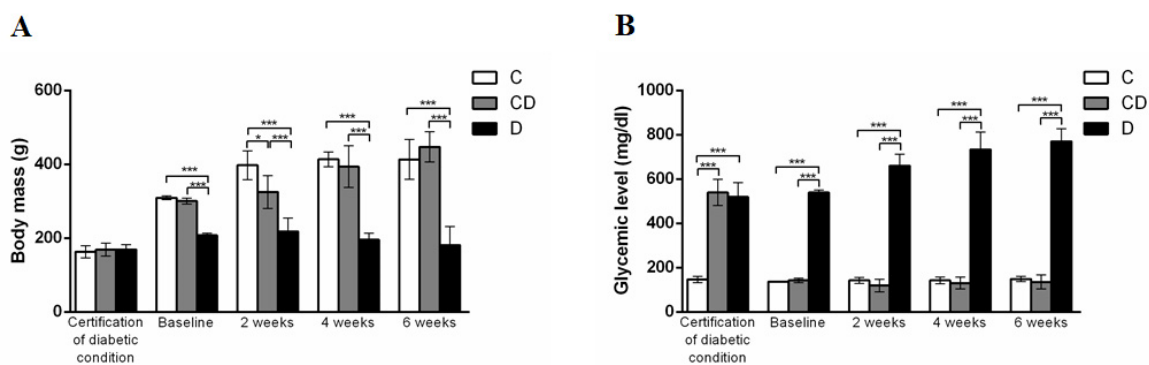 A
600
400
200
0
Body mass (g)
***
***
***
*
***
***
***
***
***
C
CD
D
Certification
of diabetic
condition
Baseline
2 weeks
4 weeks
6 weeks
B
1000
800
600
400
200
0
Glycemic level (mg/dl)
***
***
***
***
***
***
***
***
***
***
C
CD
D
Certification
of diabetic
condition
Baseline
2 weeks
4 weeks
6 weeks